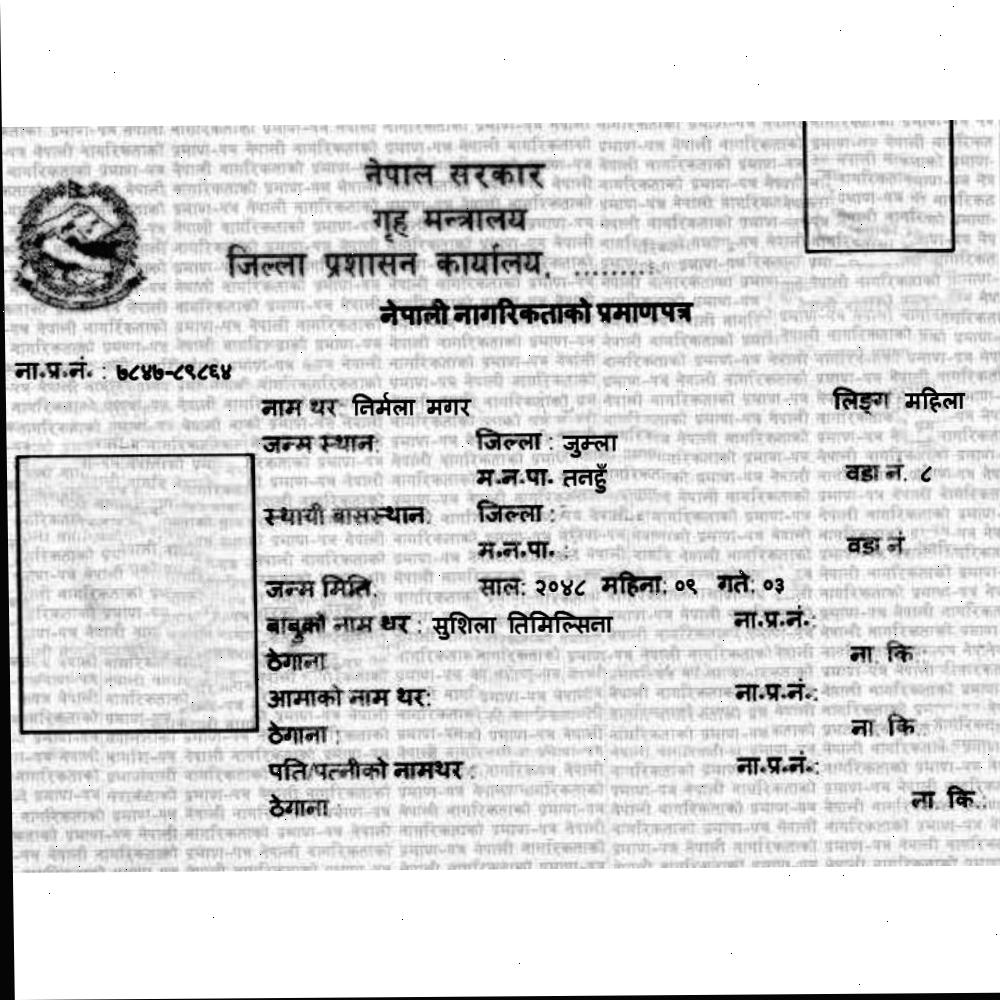 नेपाल सरकार
गृह मन्त्रालय
जिल्ला प्रशासन कार्यालय, .........
नेपाली नागरिकताको प्रमाणपत्र
ना.प्र.नं. : ७८४७-८९८६४
नाम थर: निर्मला मगर लिङ्ग महिला
जन्म स्थान: जिल्ला : जुम्ला
म.न.पा. तनहुँ वडा नं. ८
स्थायी बासस्थान: जिल्ला :
म.न.पा. : वडा नं.
जन्म मिति: साल: २०४८ महिना: ०९ गते: ०३
बाबुको नाम थर : सुशिला तिमिल्सिना ना.प्र.नं.:
ठेगाना : ना. कि.:
आमाको नाम थर: ना.प्र.नं.:
ठेगाना : ना. कि.
पति/पत्नीको नामथर : ना.प्र.नं.:
ठेगाना : ना. कि.: